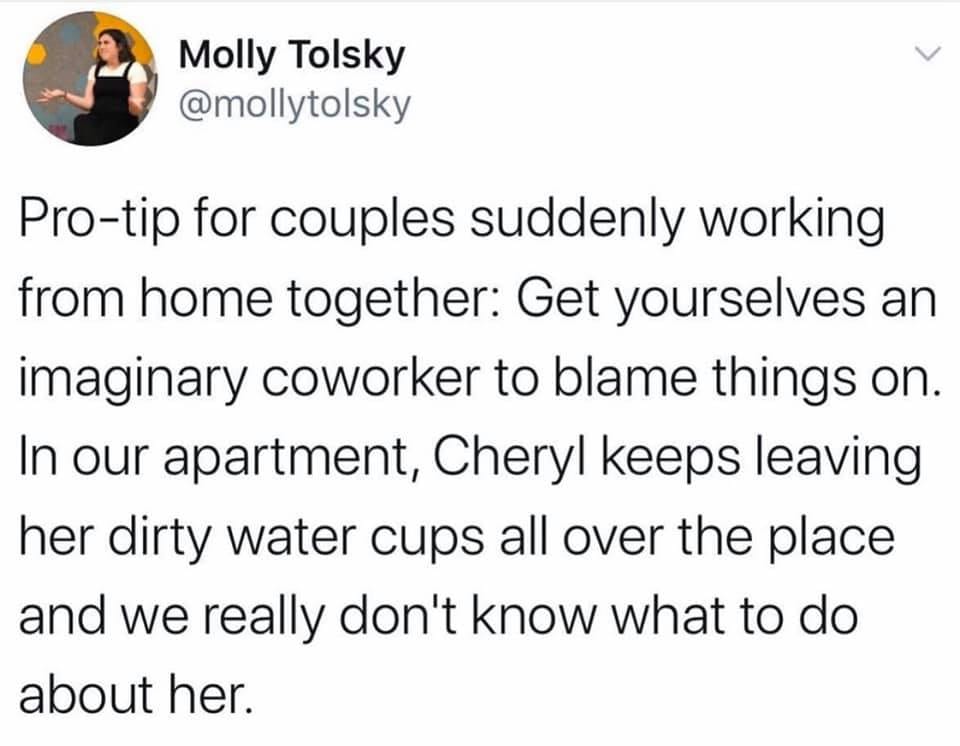 Molly Tolsky
@mollytolsky
Pro-tip for couples suddenly working
from home together: Get yourselves an
imaginary coworker to blame things on.
In our apartment, Cheryl keeps leaving
her dirty water cups all over the place
and we really don't know what to do
about her.